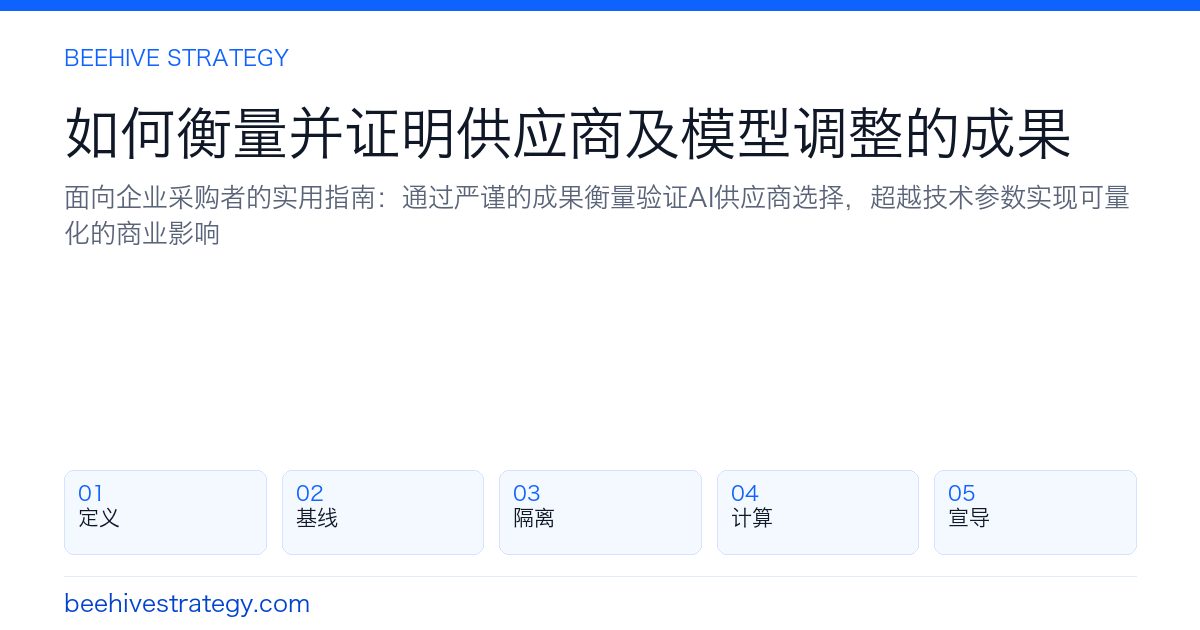 BEEHIVE STRATEGY
如何衡量并证明供应商及模型调整的成果
面向企业采购者的实用指南：通过严谨的成果衡量验证AI供应商选择，超越技术参数实现可量
化的商业影响
01
定义
02
基线
03
隔离
04
计算
05
宣导
beehivestrategy.com